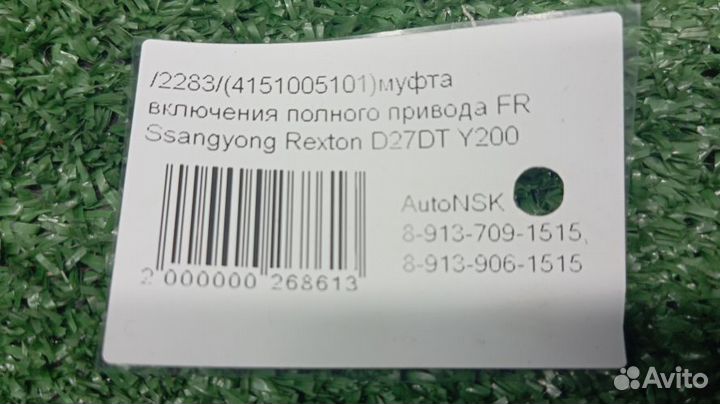 /2283/(4151005101)муфта
включения полного привода FR
Ssangyong Rexton D27DT Y200
AutoNSK
8-913-709-1515,
8-913-906-1515
2 000000 268613
Avito